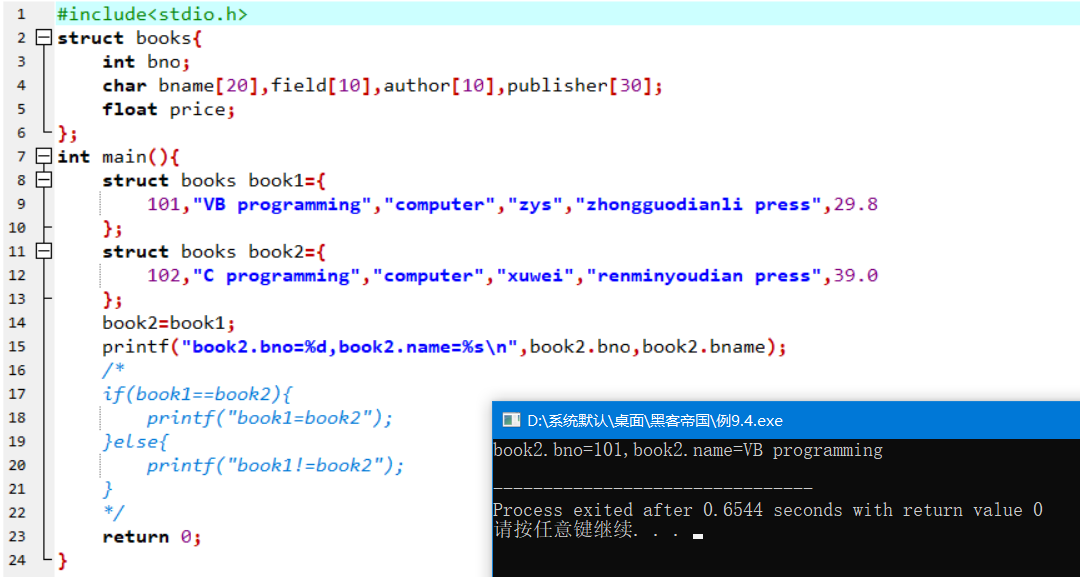 1 #include<stdio.h>
2 struct books{
3 int bno;
4 char bname[20],field[10],author[10],publisher[30];
5 float price;
6 };
7 int main(){
8 struct books book1={
9 101,"VB programming","computer","zys","zhongguodianli press",29.8
10 };
11 struct books book2={
12 102,"C programming","computer","xuwei","renminyoudian press",39.0
13 };
14 book2=book1;
15 printf("book2.bno=%d,book2.name=%s\n",book2.bno,book2.bname);
16 /*
17 if(book1==book2){
18 printf("book1=book2");
19 }else{
20 printf("book1!=book2");
21 }
22 */
23 return 0;
24 }
D:\系统默认\桌面\黑客帝国\例9.4.exe
book2.bno=101,book2.name=VB programming
--------------------------------
Process exited after 0.6544 seconds with return value 0
请按任意键继续. . .